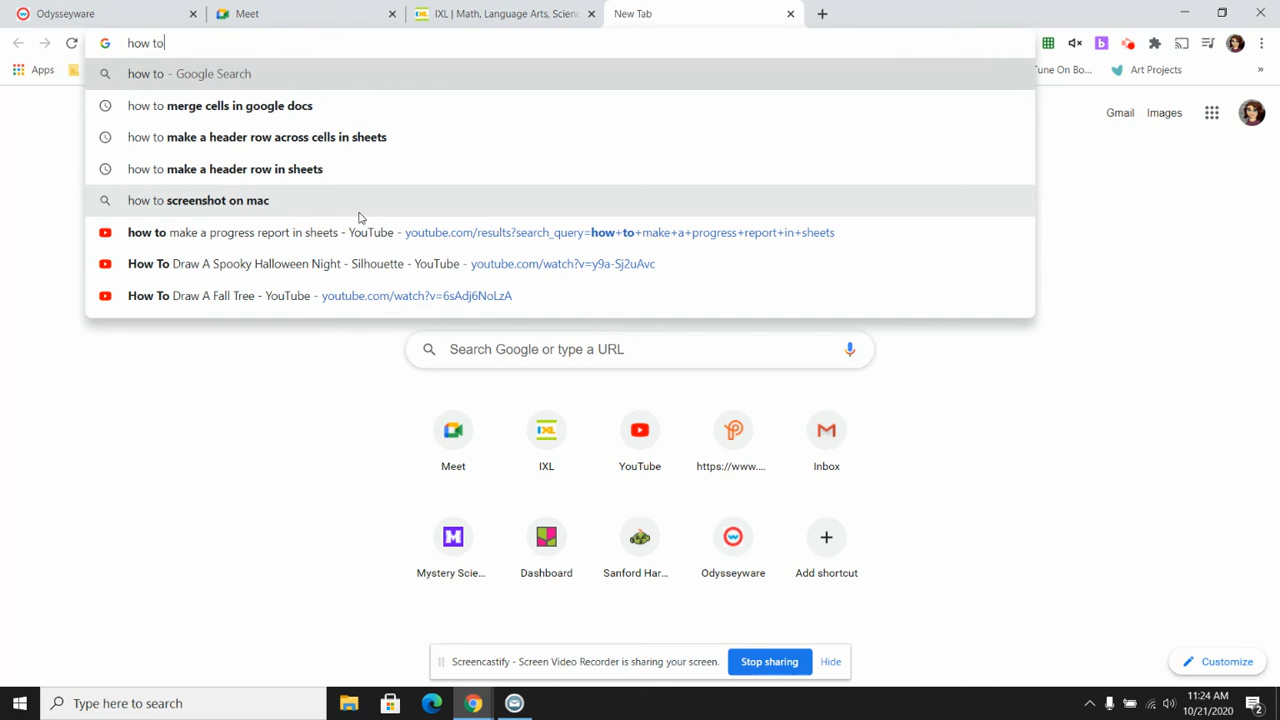 Odysseyware
Meet
IXL | Math, Language Arts, Scienc
New Tab
how to
Apps
Tune On Bo...
Art Projects
»
how to - Google Search
how to merge cells in google docs
how to make a header row across cells in sheets
how to make a header row in sheets
how to screenshot on mac
how to make a progress report in sheets - YouTube - youtube.com/results?search_query=how+to+make+a+progress+report+in+sheets
How To Draw A Spooky Halloween Night - Silhouette - YouTube - youtube.com/watch?v=y9a-Sj2uAvc
How To Draw A Fall Tree - YouTube - youtube.com/watch?v=6sAdj6NoLzA
Gmail Images
Search Google or type a URL
Meet
IXL
YouTube
https://www....
Inbox
Mystery Scie...
Dashboard
Sanford Har...
Odysseyware
Add shortcut
Screencastify - Screen Video Recorder is sharing your screen. Stop sharing Hide
Customize
Type here to search
11:24 AM
10/21/2020
2